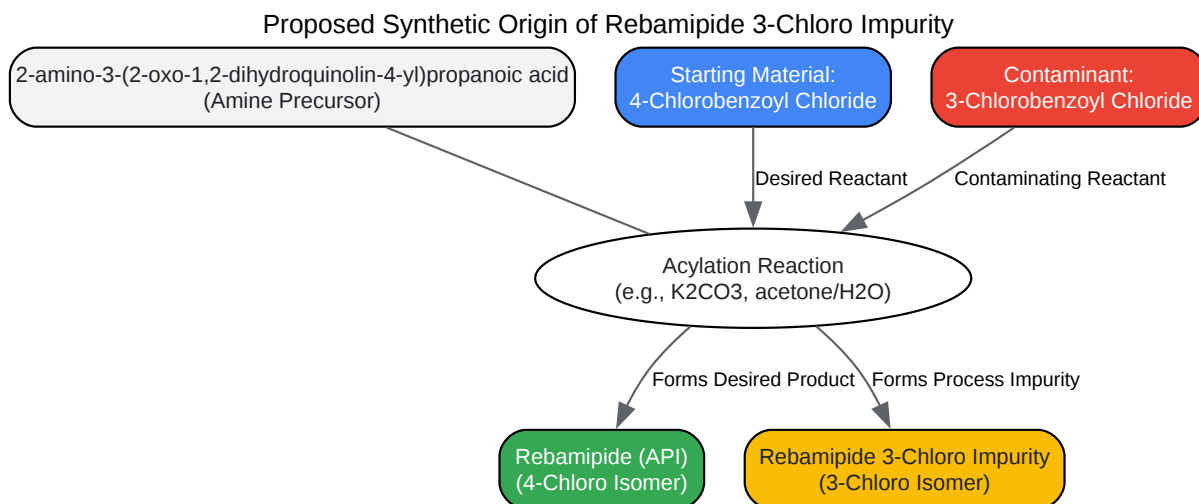 Proposed Synthetic Origin of Rebamipide 3-Chloro Impurity
2-amino-3-(2-oxo-1,2-dihydroquinolin-4-yl)propanoic acid
(Amine Precursor)
Starting Material:
4-Chlorobenzoyl Chloride
Contaminant:
3-Chlorobenzoyl Chloride
Desired Reactant
Contaminating Reactant
Acylation Reaction
(e.g., K2CO3, acetone/H2O)
Forms Desired Product
Forms Process Impurity
Rebamipide (API)
(4-Chloro Isomer)
Rebamipide 3-Chloro Impurity
(3-Chloro Isomer)